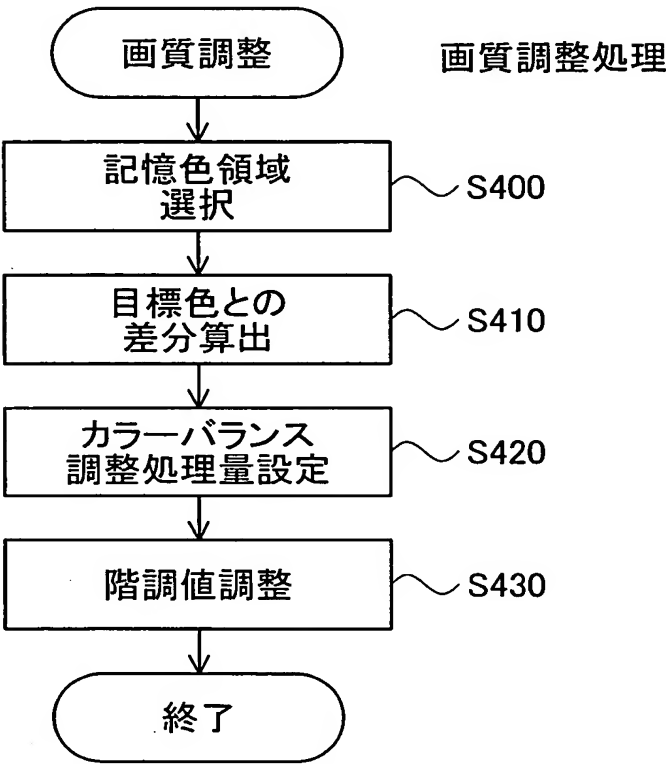 画質調整
画質調整処理
記憶色領域
選択
S400
目標色との
差分算出
S410
カラーバランス
調整処理量設定
S420
階調値調整
S430
終了